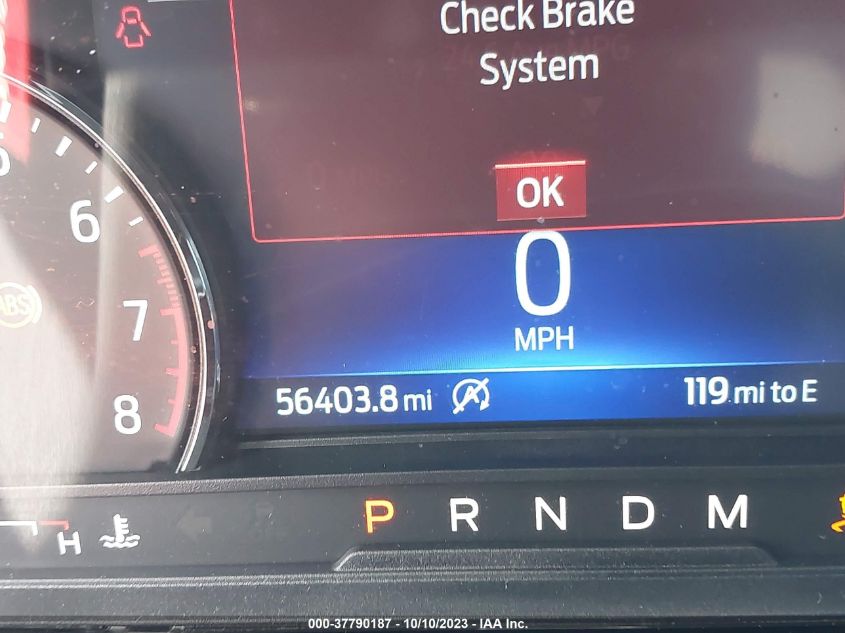 Check Brake
System
OK
6
0
ABS
7
MPH
8
56403.8 mi
119 mi to E
P R N D M
H
000-37790187 - 10/10/2023 - IAA Inc.